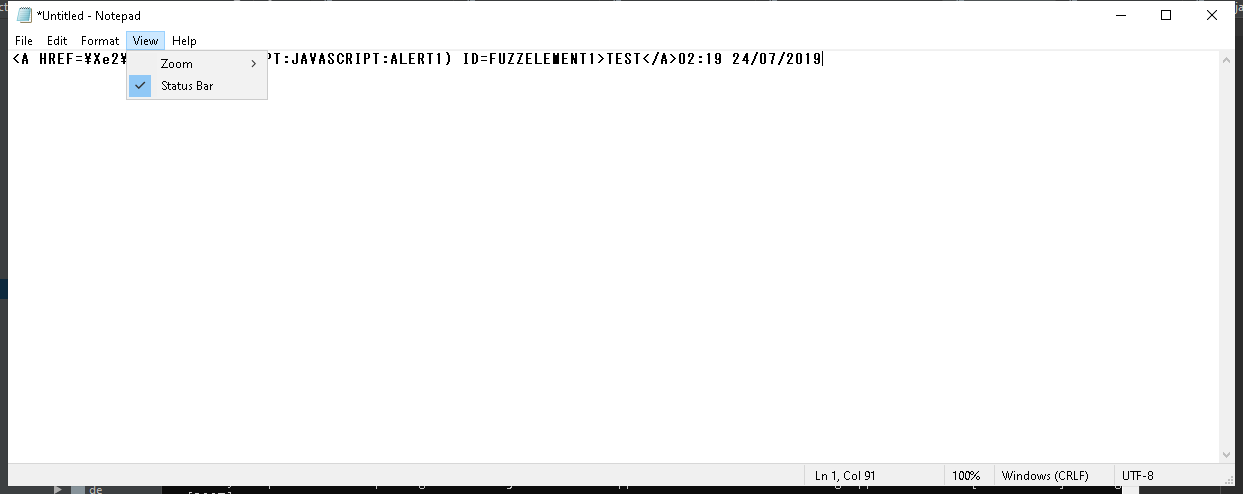 *Untitled - Notepad
File Edit Format View Help
<A HREF=¥Xe2¥ PT:JAVASCRIPT:ALERT1) ID=FUZZELEMENT1>TEST</A>02:19 24/07/2019
Zoom
Status Bar
Ln 1, Col 91 100% Windows (CRLF) UTF-8
de